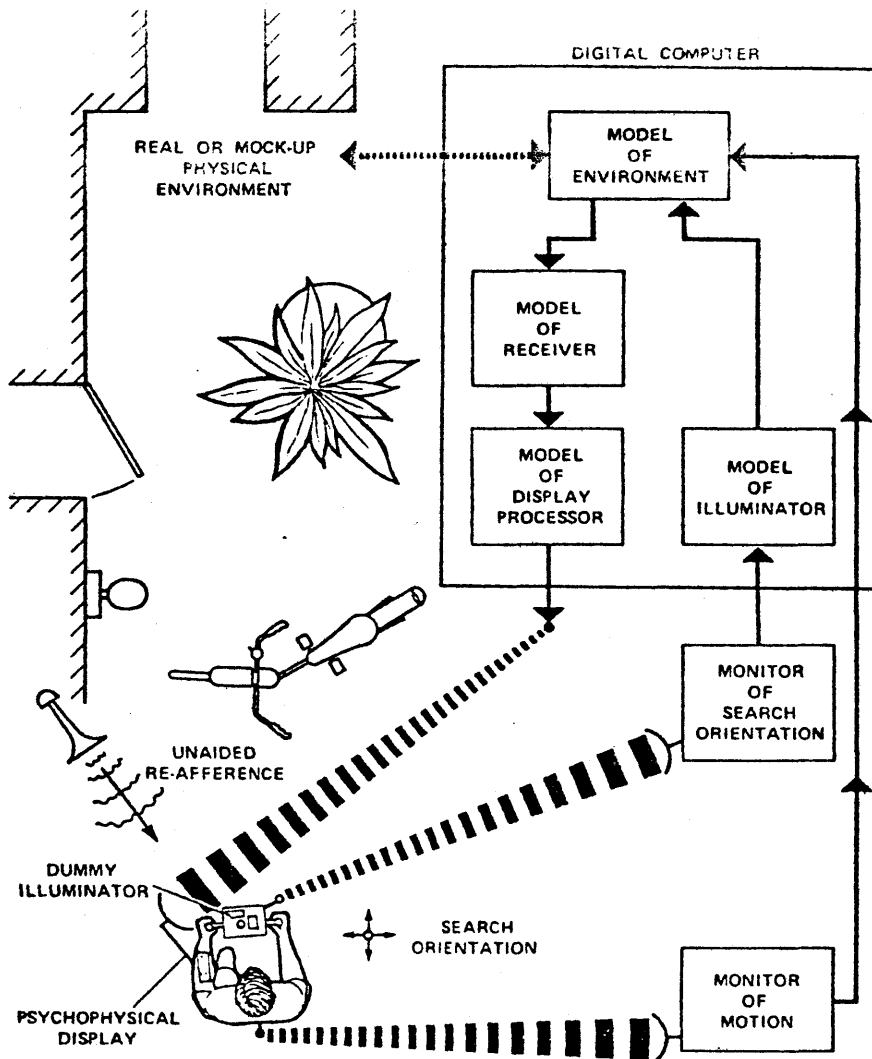 DIGITAL COMPUTER
REAL OR MOCK-UP
PHYSICAL
ENVIRONMENT
MODEL
OF
ENVIRONMENT
MODEL
OF
RECEIVER
MODEL
OF
DISPLAY
PROCESSOR
MODEL
OF
ILLUMINATOR
MONITOR
OF
SEARCH
ORIENTATION
UNAIDED
RE-AFFERENCE
DUMMY
ILLUMINATOR
SEARCH
ORIENTATION
PSYCHOPHYSICAL
DISPLAY
MONITOR
OF
MOTION